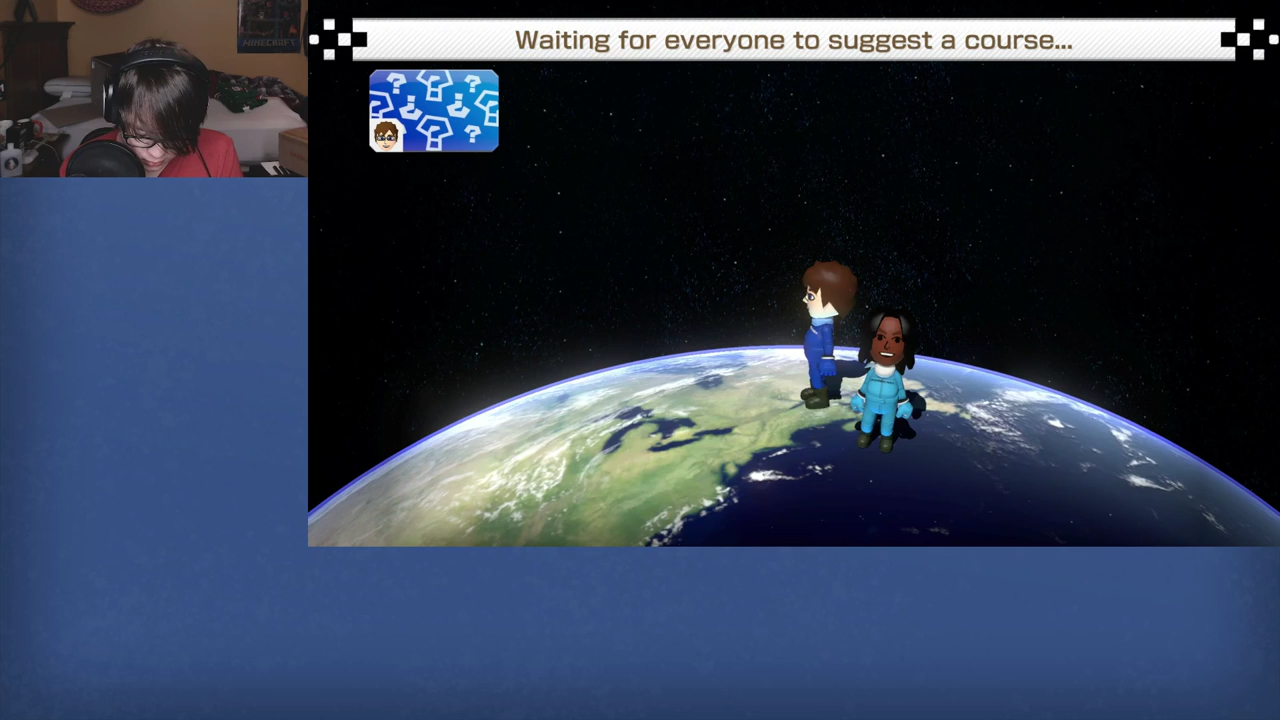 MINECRAFT
Waiting for everyone to suggest a course...
? ? ? ? ? ? ? ?